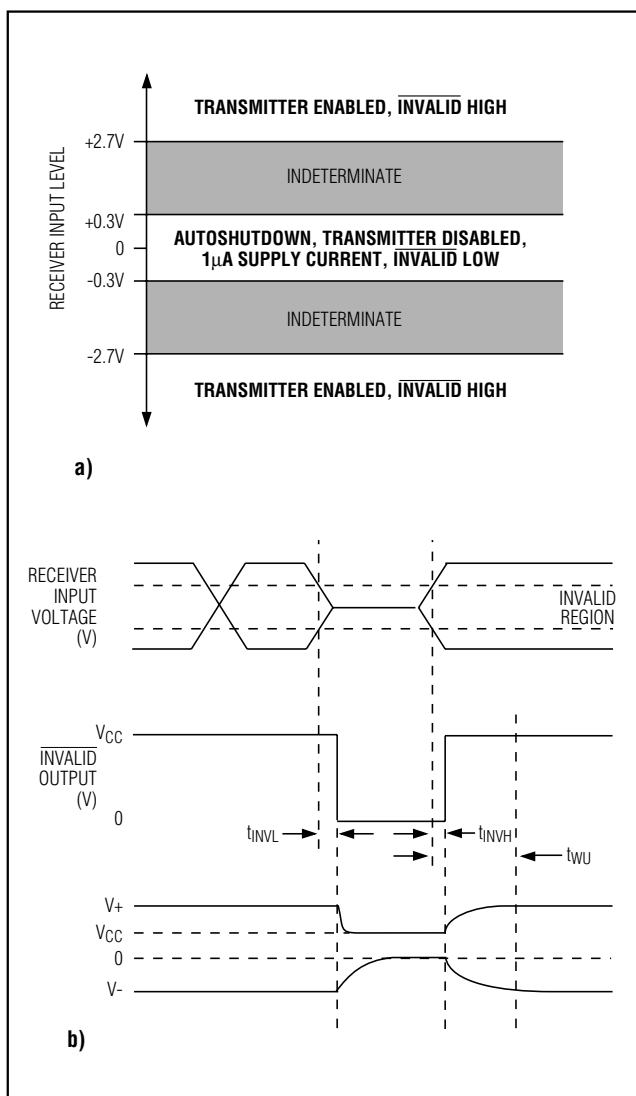 TRANSMITTER ENABLED, INVALID HIGH
+2.7V
INDETERMINATE
RECEIVER INPUT LEVEL
+0.3V
0
AUTOSHUTDOWN, TRANSMITTER DISABLED,
1µA SUPPLY CURRENT, INVALID LOW
-0.3V
INDETERMINATE
-2.7V
TRANSMITTER ENABLED, INVALID HIGH
a)
RECEIVER
INPUT
VOLTAGE
(V)
INVALID
REGION
VCC
INVALID
OUTPUT
(V)
0
tINVL
tINVH
tWU
V+
VCC
0
V-
b)